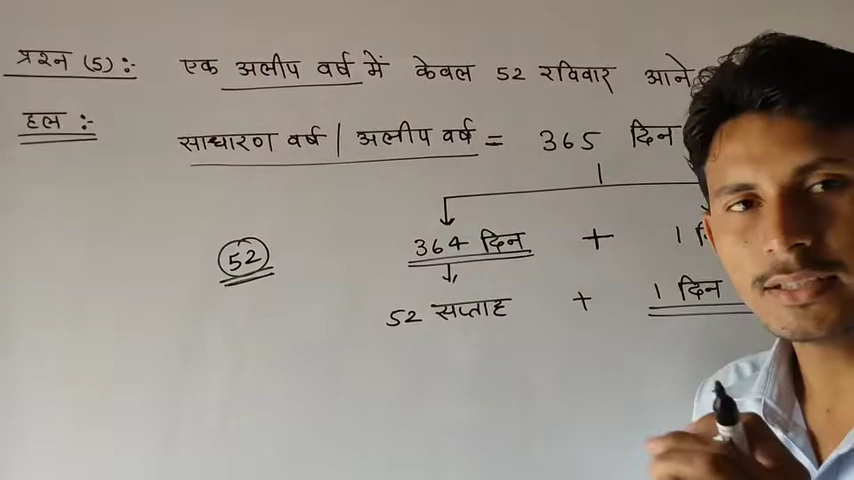 प्रश्न (5) :- एक अलीप वर्ष में केवल 52 रविवार आने
हल :- साधारण वर्ष | अलीप वर्ष = 365 दिन
364 दिन + 1
52
52 सप्ताह + 1 दिन